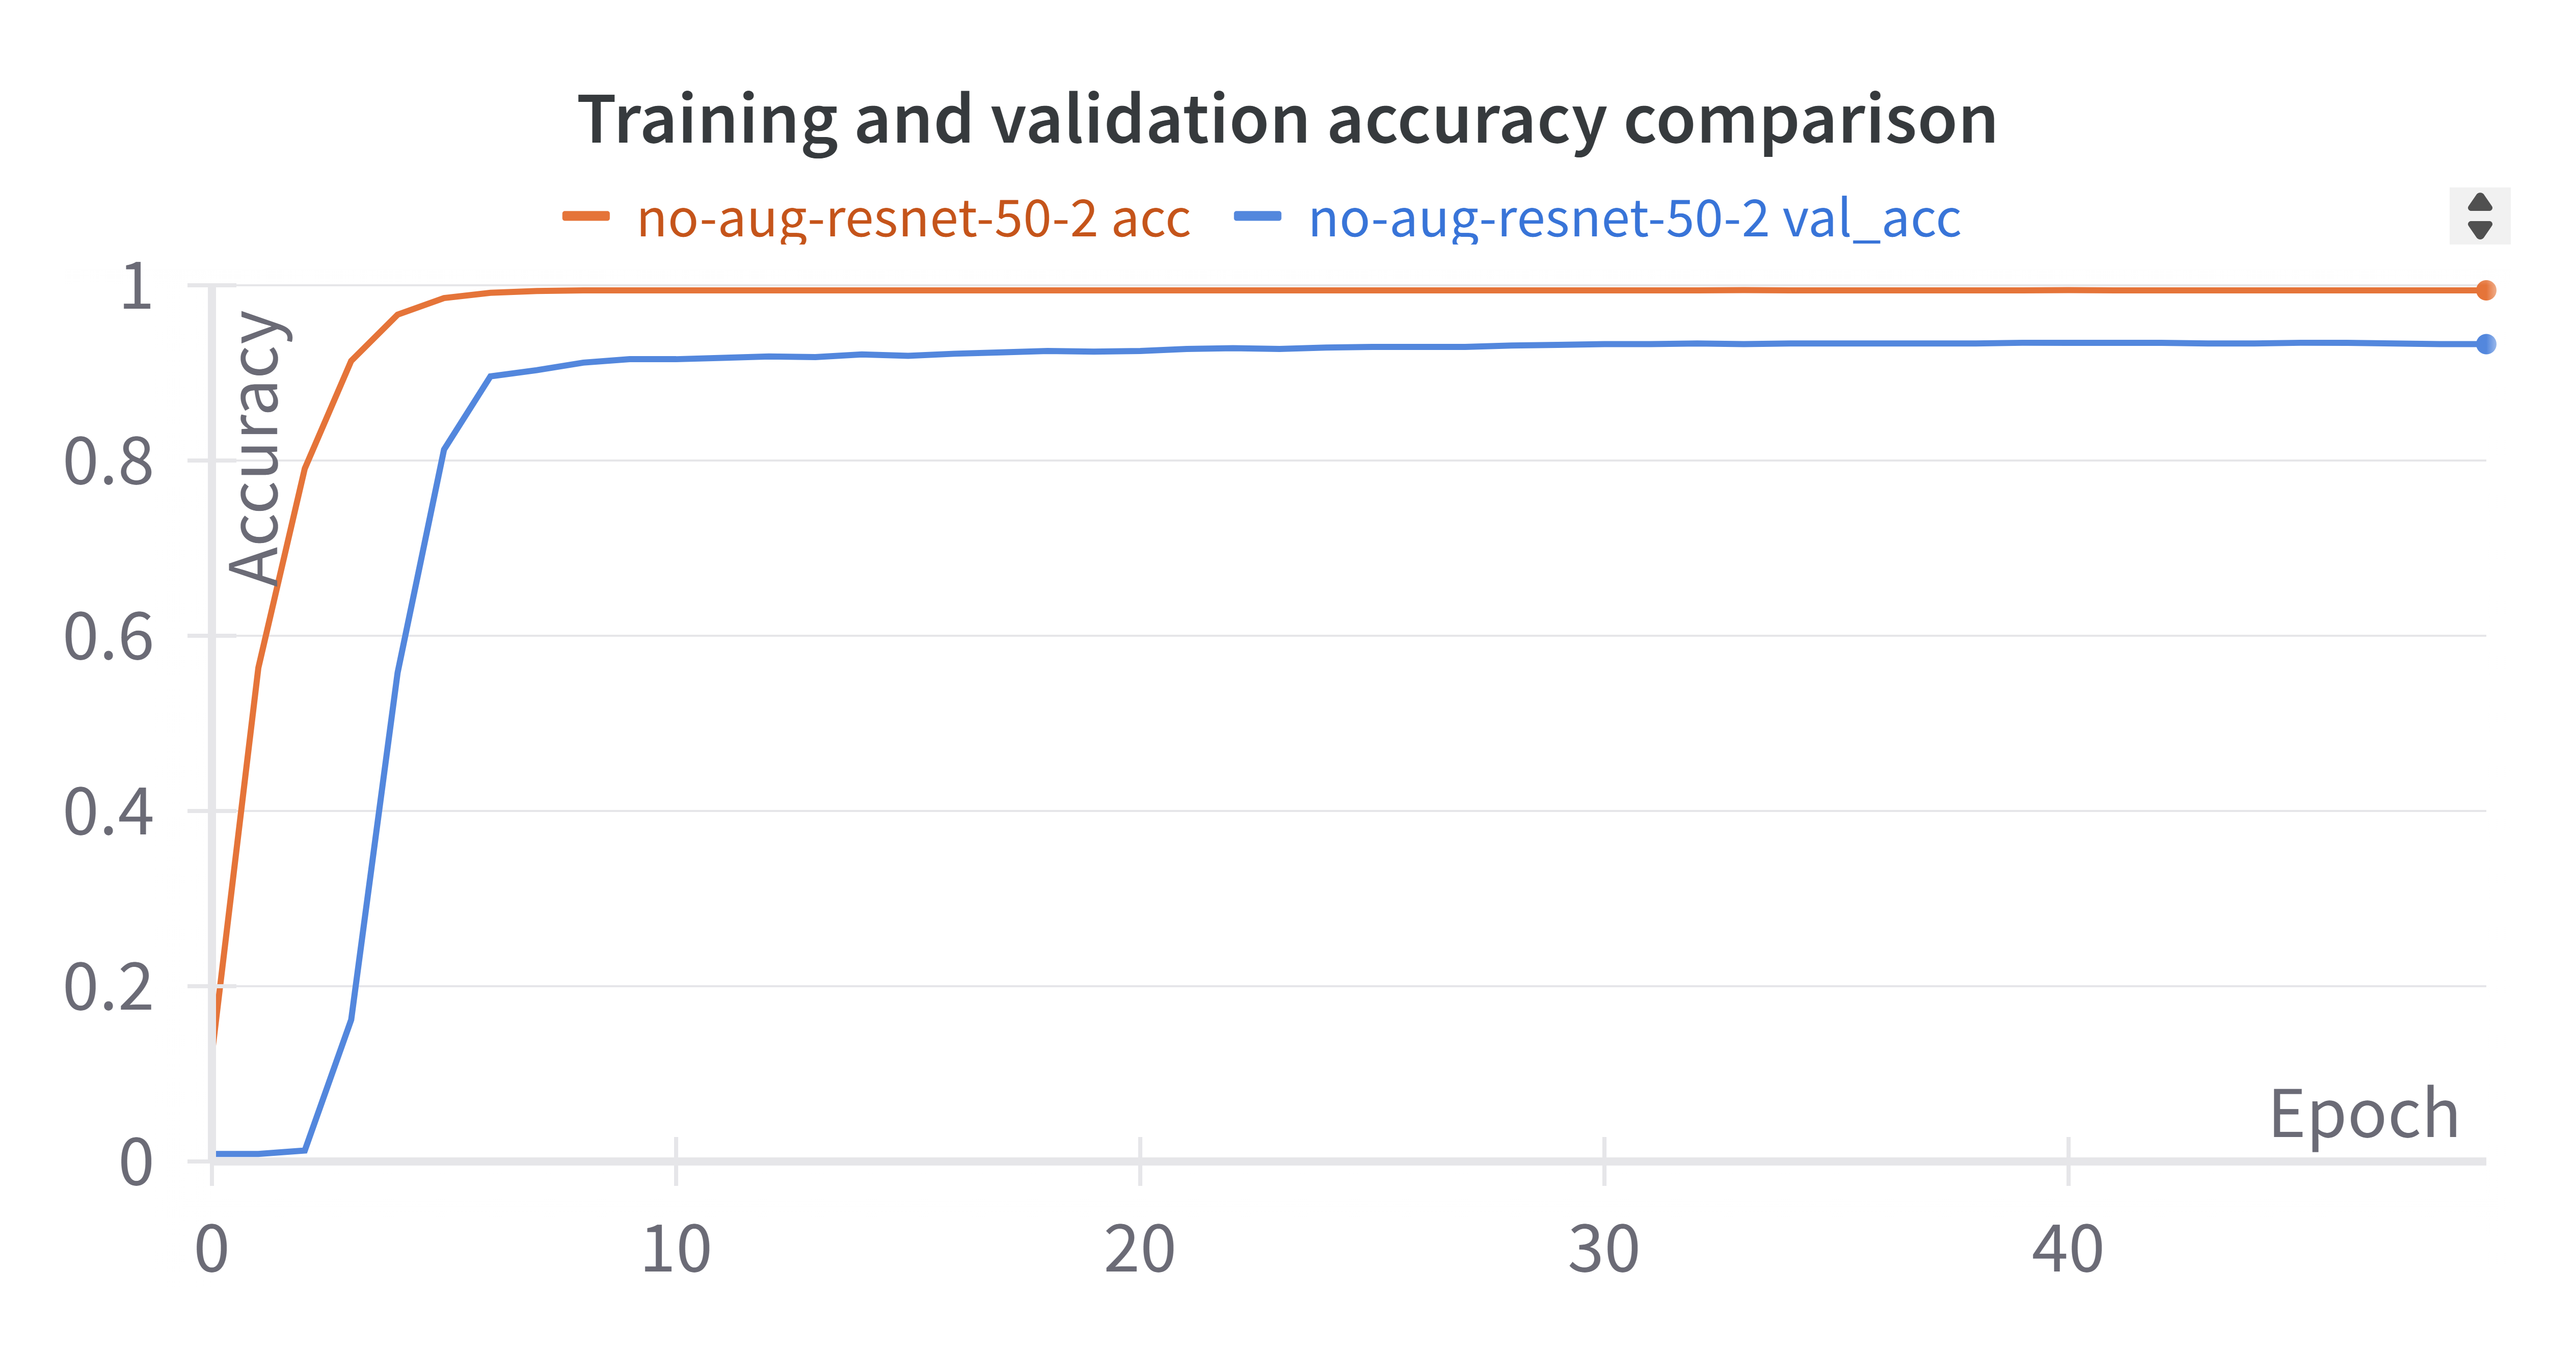 Training and validation accuracy comparison
no-aug-resnet-50-2 acc no-aug-resnet-50-2 val_acc
1
0.8
0.6
0.4
0.2
0
Accuracy
Epoch
0 10 20 30 40